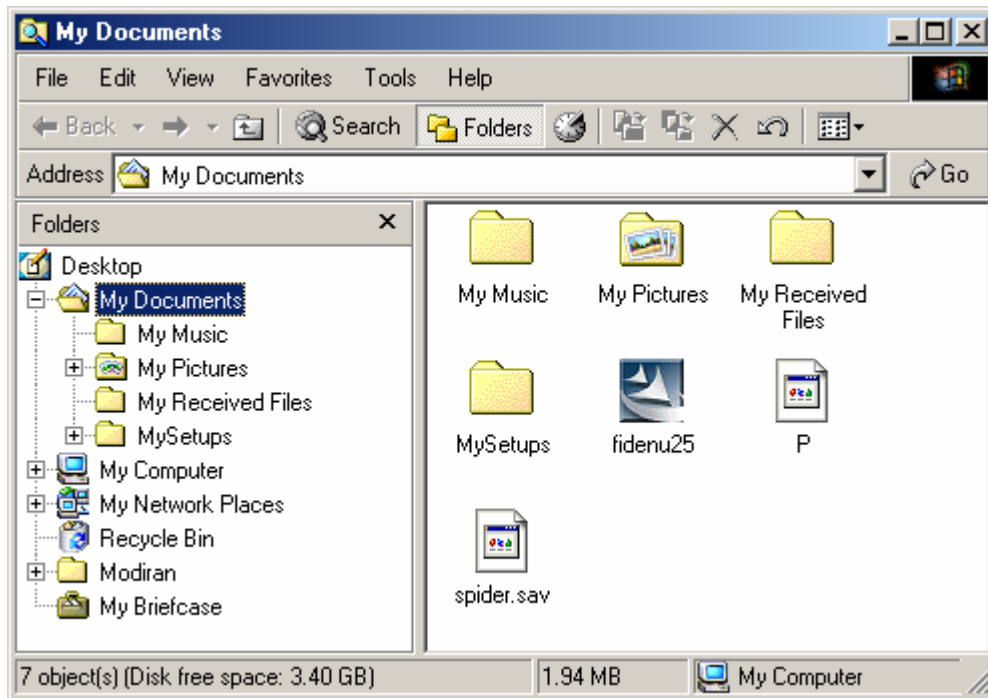 My Documents
File Edit View Favorites Tools Help
Back Search Folders
Address My Documents Go
Folders
Desktop
My Documents
My Music
My Pictures
My Received Files
MySetups
My Computer
My Network Places
Recycle Bin
Modiran
My Briefcase
My Music My Pictures My Received
Files
MySetups fidenu25 P
spider.sav
7 object(s) (Disk free space: 3.40 GB) 1.94 MB My Computer